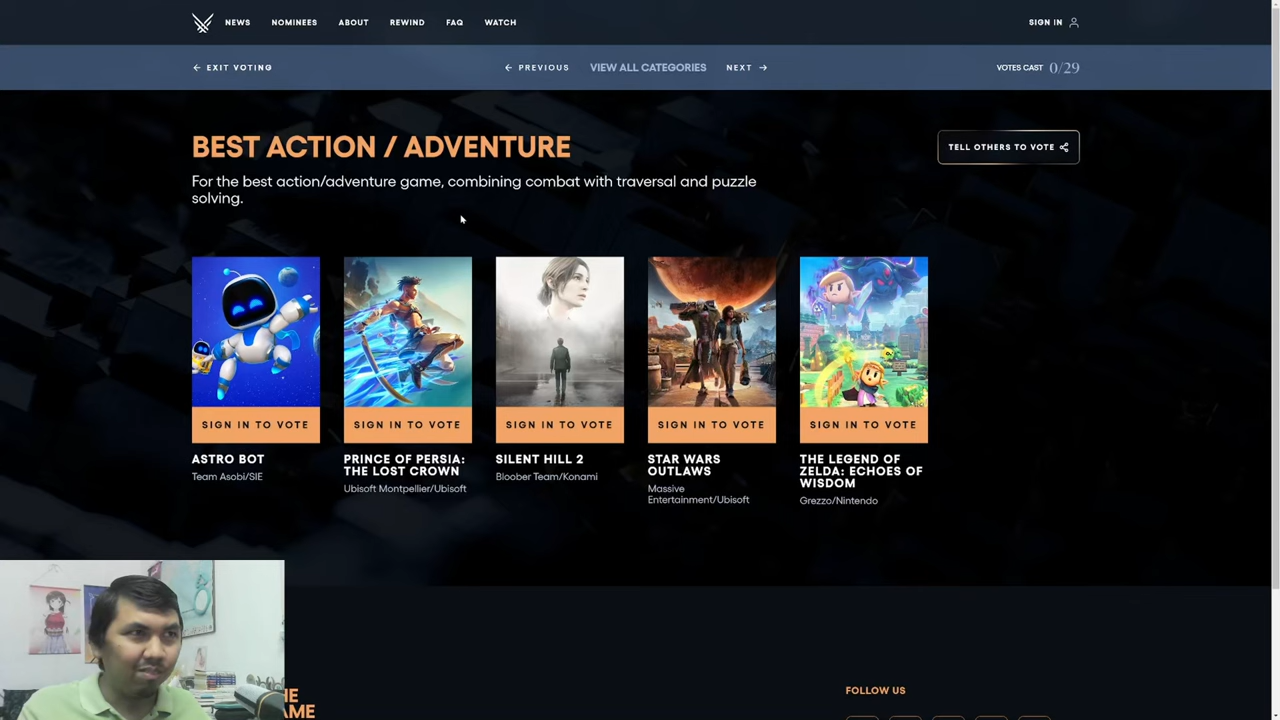 NEWS NOMINEES ABOUT REWIND FAQ WATCH SIGN IN
← EXIT VOTING ← PREVIOUS VIEW ALL CATEGORIES NEXT → VOTES CAST 0/29
BEST ACTION / ADVENTURE
TELL OTHERS TO VOTE
For the best action/adventure game, combining combat with traversal and puzzle
solving.
SIGN IN TO VOTE
ASTRO BOT
Team Asobi/SIE
SIGN IN TO VOTE
PRINCE OF PERSIA:
THE LOST CROWN
Ubisoft Montpellier/Ubisoft
SIGN IN TO VOTE
SILENT HILL 2
Bloober Team/Konami
SIGN IN TO VOTE
STAR WARS
OUTLAWS
Massive
Entertainment/Ubisoft
SIGN IN TO VOTE
THE LEGEND OF
ZELDA: ECHOES OF
WISDOM
Grezzo/Nintendo
FOLLOW US